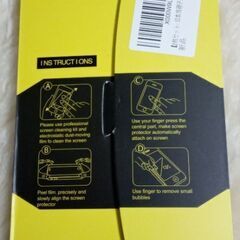 INSTRUCTIONS
A
Please use professional
screen cleaning kit and
electrostatic dust-moving
film to clean the screen
B
Peel film, precisely and
slowly align the screen
protector
C
Use your finger press the
central part, make screen
protector automatically
attach on screen
D
Use finger to remove small
bubbles
新品